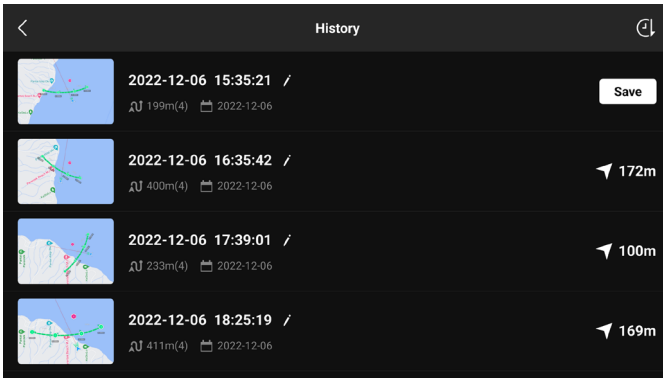 History
2022-12-06 15:35:21
199m(4) 2022-12-06
Save
2022-12-06 16:35:42
400m(4) 2022-12-06
172m
2022-12-06 17:39:01
233m(4) 2022-12-06
100m
2022-12-06 18:25:19
411m(4) 2022-12-06
169m